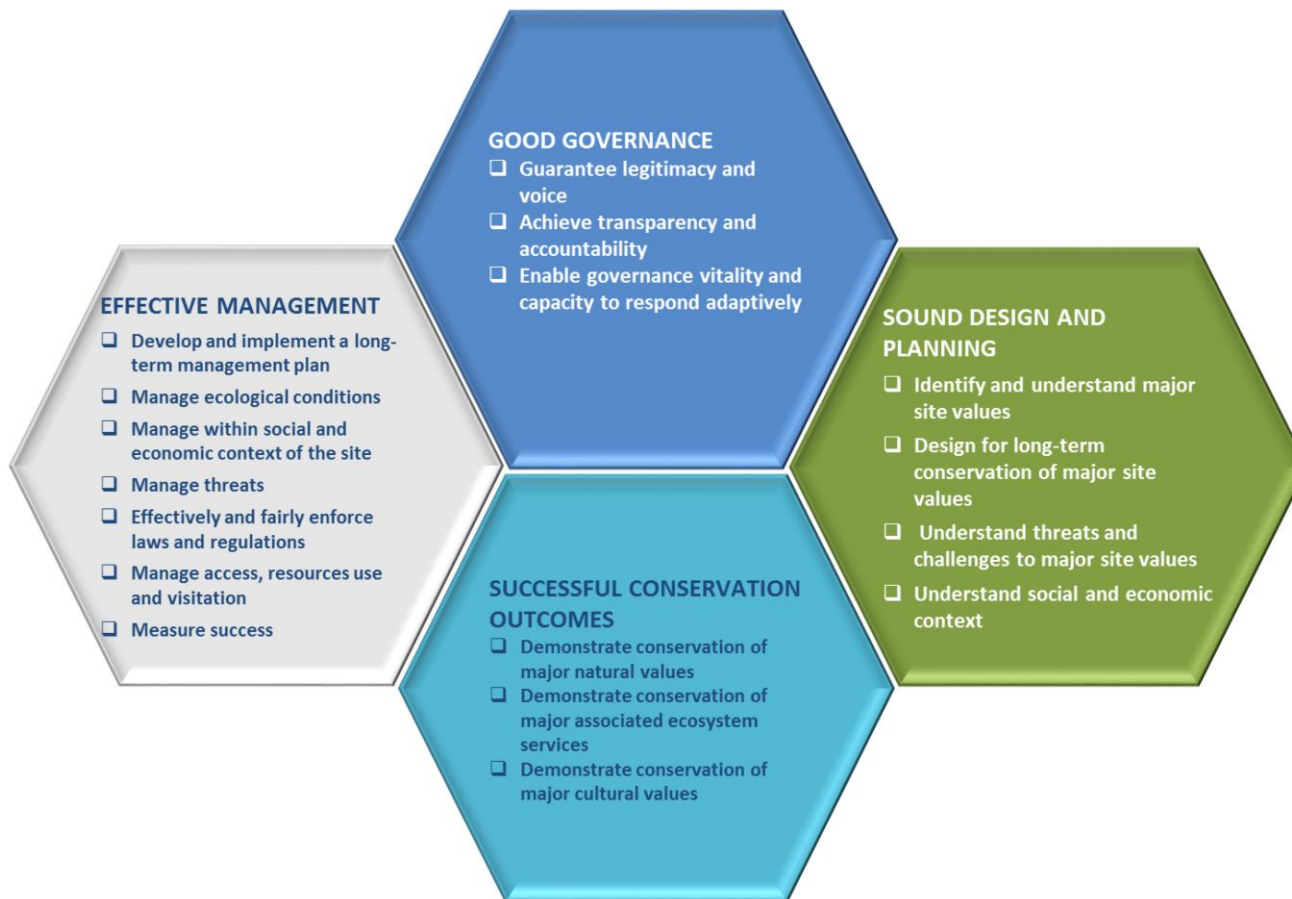 GOOD GOVERNANCE
❑ Guarantee legitimacy and
voice
❑ Achieve transparency and
accountability
❑ Enable governance vitality and
capacity to respond adaptively
EFFECTIVE MANAGEMENT
❑ Develop and implement a long-
term management plan
❑ Manage ecological conditions
❑ Manage within social and
economic context of the site
❑ Manage threats
❑ Effectively and fairly enforce
laws and regulations
❑ Manage access, resources use
and visitation
❑ Measure success
SOUND DESIGN AND
PLANNING
❑ Identify and understand major
site values
❑ Design for long-term
conservation of major site
values
❑ Understand threats and
challenges to major site values
❑ Understand social and economic
context
SUCCESSFUL CONSERVATION
OUTCOMES
❑ Demonstrate conservation of
major natural values
❑ Demonstrate conservation of
major associated ecosystem
services
❑ Demonstrate conservation of
major cultural values